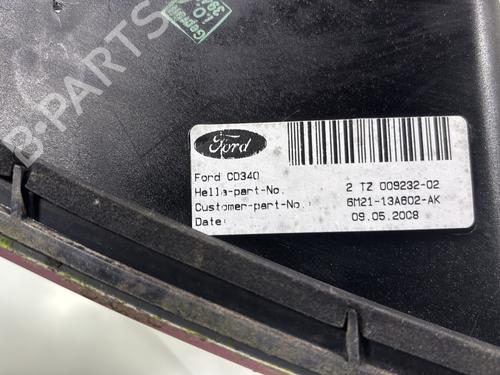 Geprüft
B-PARTS
Ford
Ford CD340
Hella-part-No. 2 TZ 009232-02
Customer-part-No.: 6M21-13A602-AK
Date: 09.05.2008